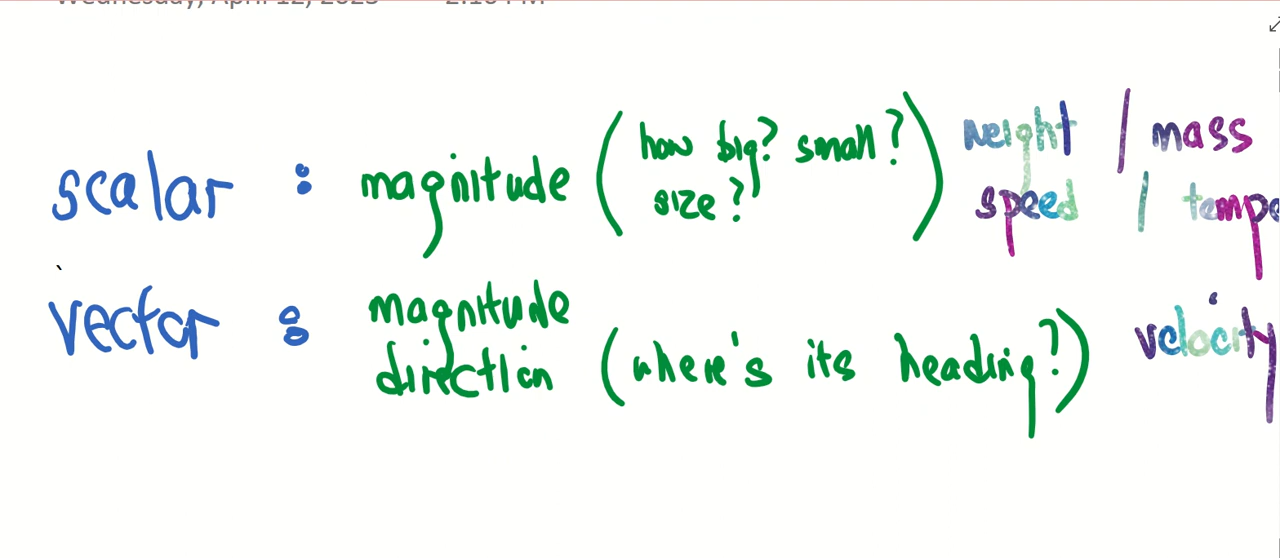 scalar : magnitude (how big? small? size?) weight / mass
speed / tempe
vector : magnitude
direction (where's its heading?) velocity